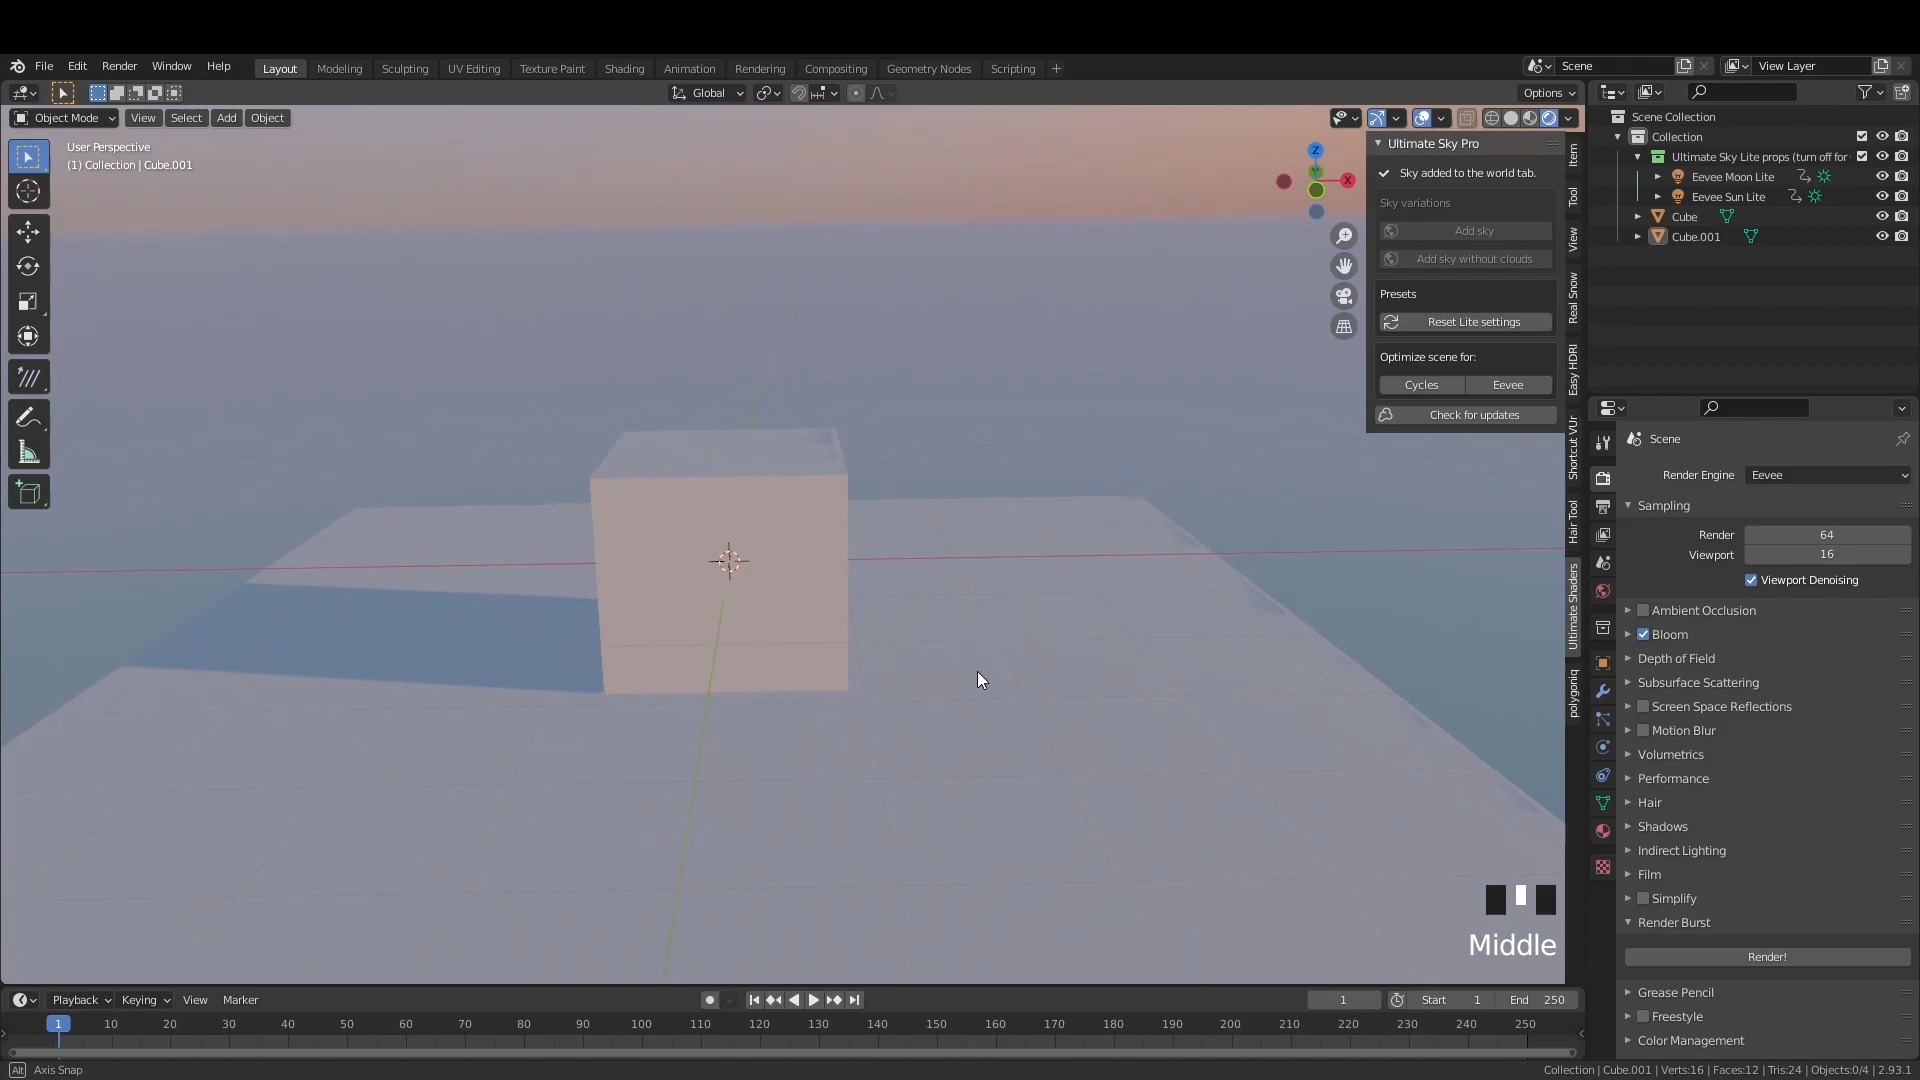 File Edit Render Window Help Layout Modeling Sculpting UV Editing Texture Paint Shading Animation Rendering Compositing Geometry Nodes Scripting + Scene View Layer
Global Options
Object Mode View Select Add Object
User Perspective
(1) Collection | Cube.001
Z
X
Ultimate Sky Pro
Sky added to the world tab.
Sky variations
Add sky
Add sky without clouds
Presets
Reset Lite settings
Optimize scene for:
Cycles Eevee
Check for updates
Item
Tool
View
Real Snow
Easy HDRI
Shortcut VUr
Hair Tool
Ultimate Shaders
polygoniq
Scene Collection
Collection
Ultimate Sky Lite props (turn off for
Eevee Moon Lite
Eevee Sun Lite
Cube
Cube.001
Scene
Render Engine Eevee
Sampling
Render 64
Viewport 16
Viewport Denoising
Ambient Occlusion
Bloom
Depth of Field
Subsurface Scattering
Screen Space Reflections
Motion Blur
Volumetrics
Performance
Hair
Shadows
Indirect Lighting
Film
Simplify
Render Burst
Render!
Grease Pencil
Freestyle
Color Management
Middle
Playback Keying View Marker 1 Start 1 End 250
1 10 20 30 40 50 60 70 80 90 100 110 120 130 140 150 160 170 180 190 200 210 220 230 240 250
Alt Axis Snap Collection | Cube.001 | Verts:16 | Faces:12 | Tris:24 | Objects:0/4 | 2.93.1